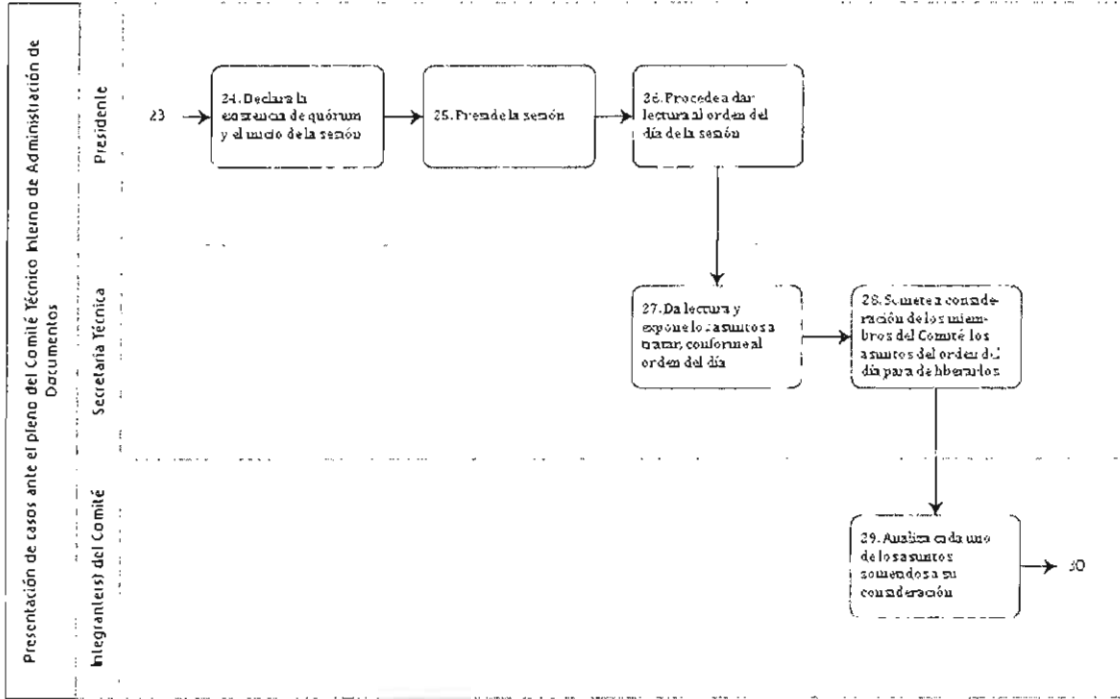 Presentación de casos ante el pleno del Comité Técnico Interno de Administración de
Documentos
Presidente
23
24. Declara la
existencia de quórum
y el inicio de la sesión
25. Preside la sesión
26. Procede a dar
lectura al orden del
día de la sesión
Secretaría Técnica
27. Da lectura y
expone los asuntos a
tratar, conforme al
orden del día
28. Somete a conside-
ración de los miem-
bros del Comité los
asuntos del orden del
día para deliberarlos
Integrante(s) del Comité
29. Analiza cada uno
de los asuntos
sometidos a su
consideración
30